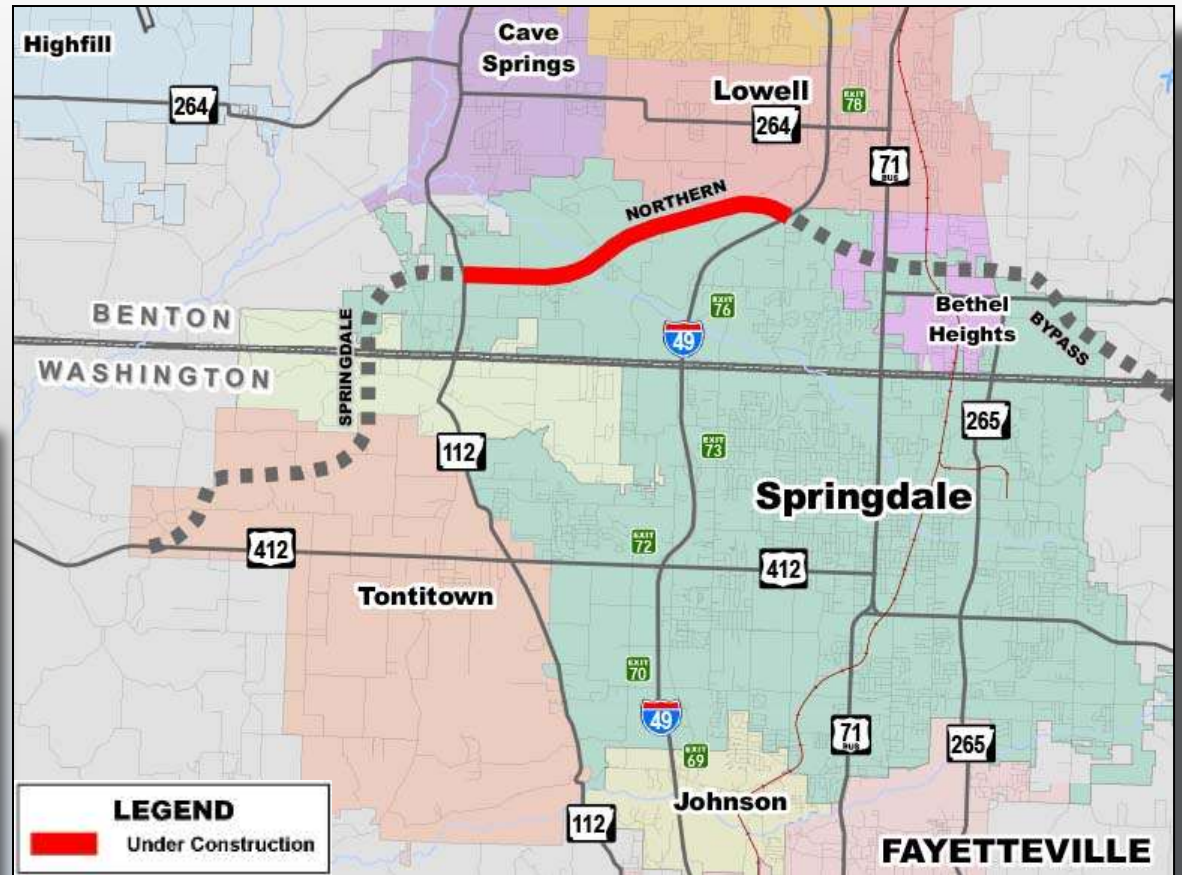 Highfill
Cave
Springs
264
Lowell
264
EXIT
78
71
BUS
NORTHERN
BENTON
WASHINGTON
SPRINGDALE
EXIT
76
49
Bethel
Heights
BYPASS
112
EXIT
73
265
Springdale
412
EXIT
72
412
Tontitown
EXIT
70
49
EXIT
69
71
BUS
265
Johnson
112
FAYETTEVILLE
LEGEND
Under Construction